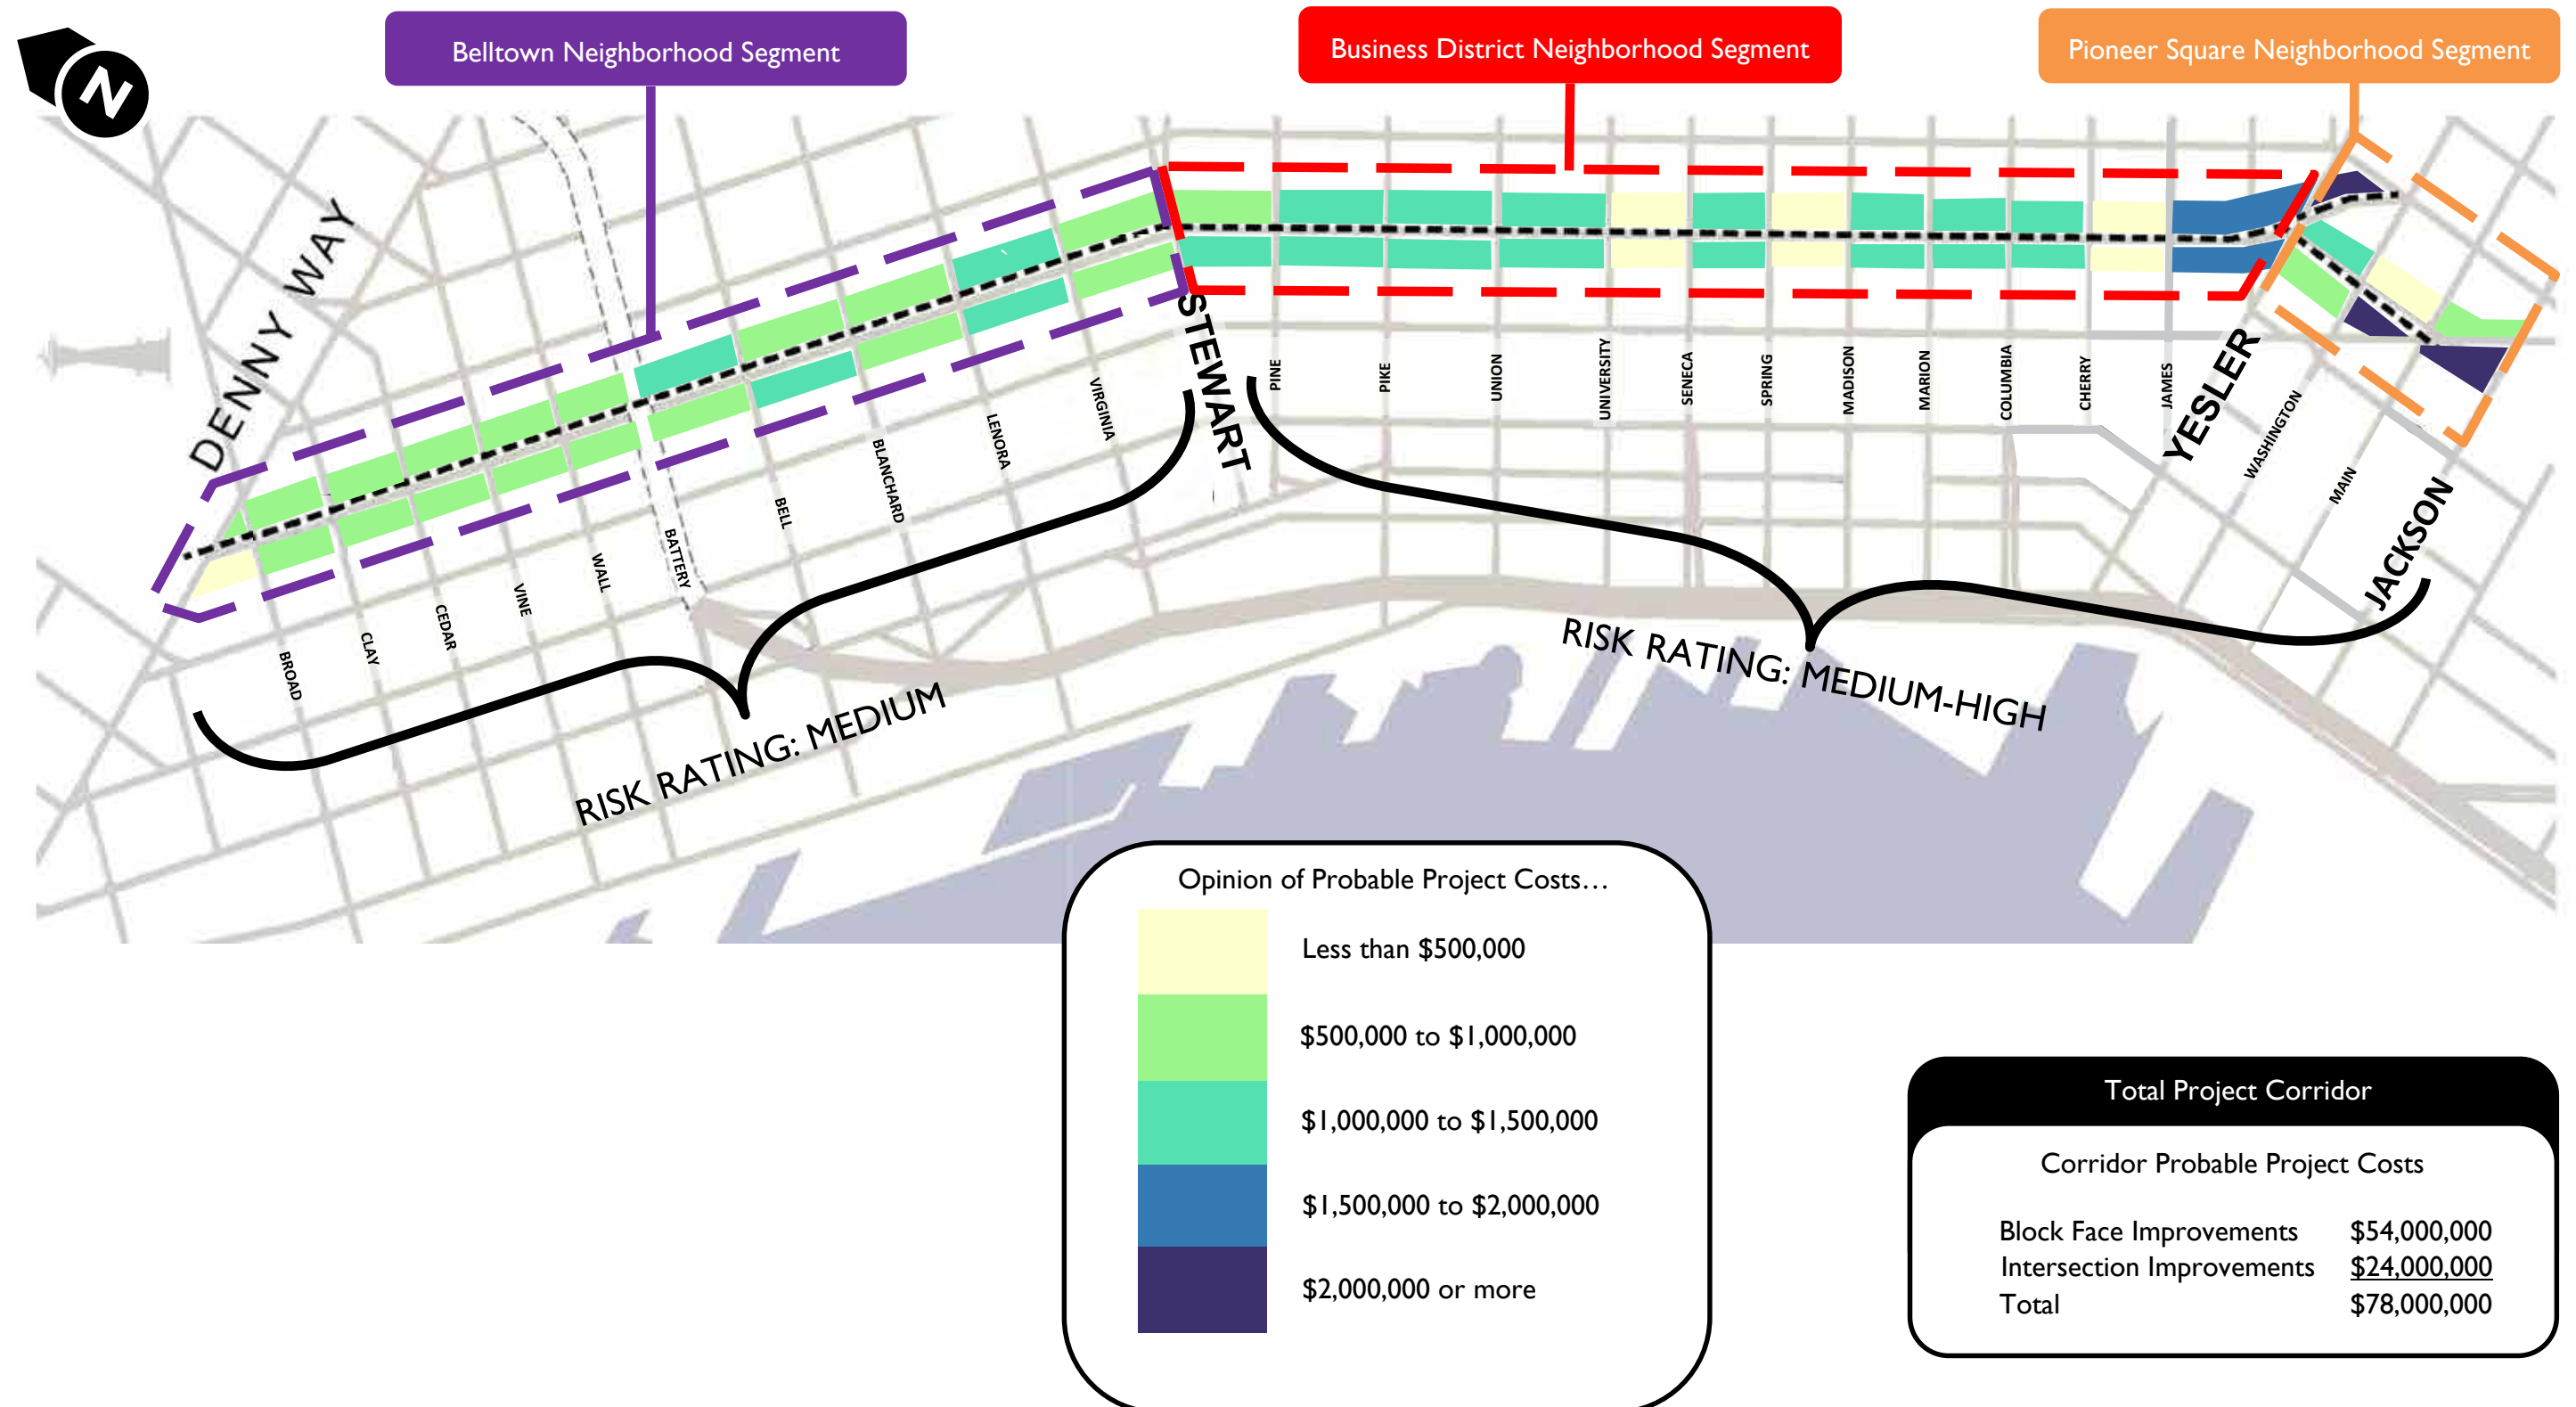 Belltown Neighborhood Segment
Business District Neighborhood Segment
Pioneer Square Neighborhood Segment
N
DENNY WAY
STEWART
YESLER
JACKSON
BROAD
CLAY
CEDAR
VINE
WALL
BATTERY
BELL
BLANCHARD
LENORA
VIRGINIA
PINE
PIKE
UNION
UNIVERSITY
SENECA
SPRING
MADISON
MARION
COLUMBIA
CHERRY
JAMES
WASHINGTON
MAIN
RISK RATING: MEDIUM
RISK RATING: MEDIUM-HIGH
Opinion of Probable Project Costs…
Less than $500,000
$500,000 to $1,000,000
$1,000,000 to $1,500,000
$1,500,000 to $2,000,000
$2,000,000 or more
Total Project Corridor
Corridor Probable Project Costs
Block Face Improvements $54,000,000
Intersection Improvements $24,000,000
Total $78,000,000